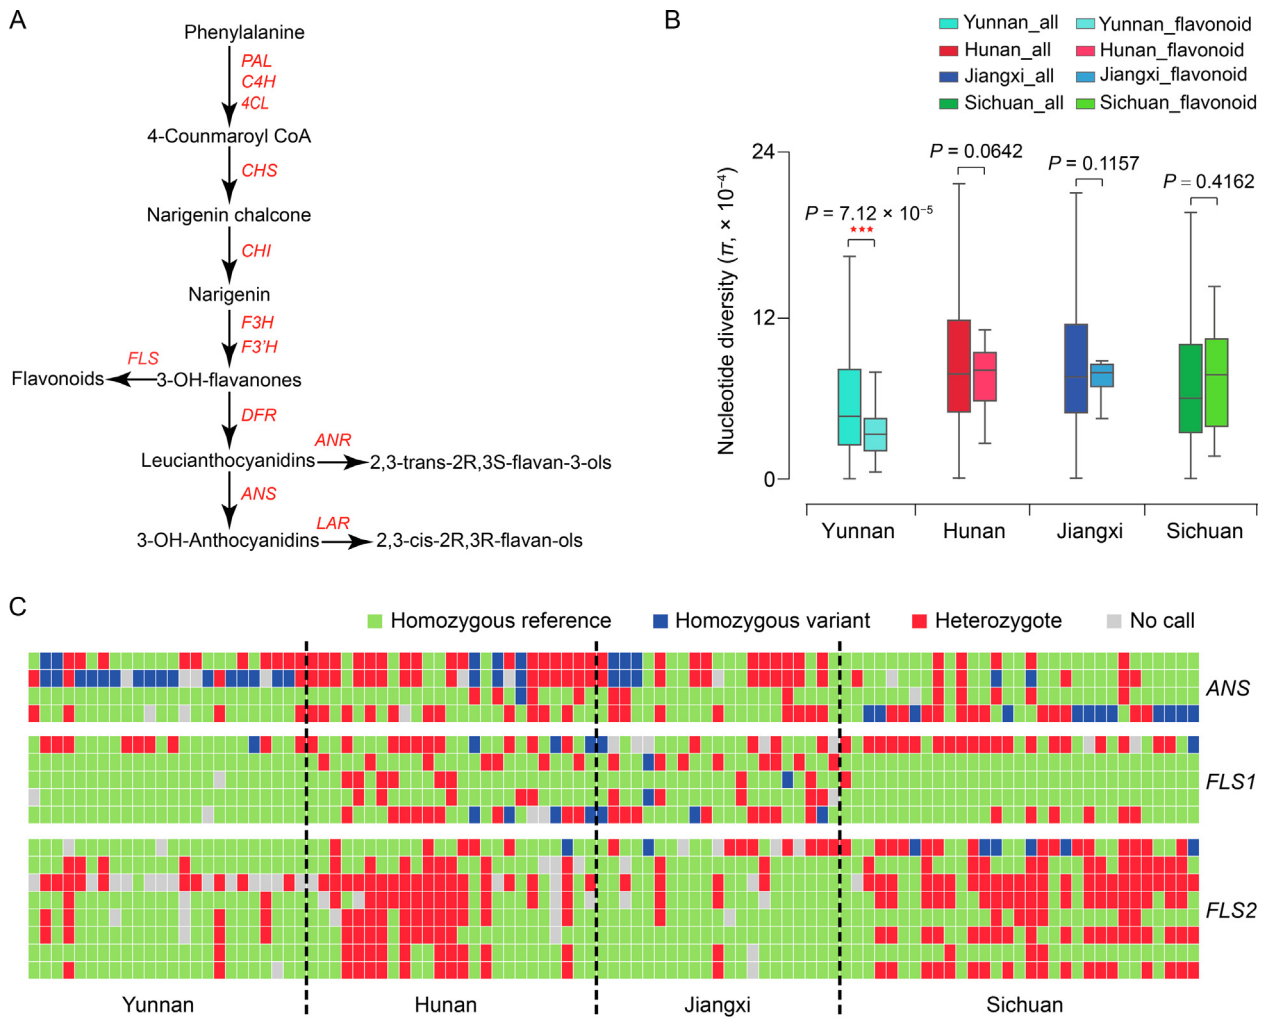 A
Phenylalanine
PAL
C4H
4CL
4-Counmaroyl CoA
CHS
Narigenin chalcone
CHI
Narigenin
F3H
F3'H
FLS
Flavonoids
3-OH-flavanones
DFR
ANR
Leucianthocyanidins
2,3-trans-2R,3S-flavan-3-ols
ANS
LAR
3-OH-Anthocyanidins
2,3-cis-2R,3R-flavan-ols
B
Yunnan_all
Yunnan_flavonoid
Hunan_all
Hunan_flavonoid
Jiangxi_all
Jiangxi_flavonoid
Sichuan_all
Sichuan_flavonoid
Nucleotide diversity (π, × 10⁻⁴)
24
12
0
P = 7.12 × 10⁻⁵
***
P = 0.0642
P = 0.1157
P = 0.4162
Yunnan
Hunan
Jiangxi
Sichuan
C
Homozygous reference
Homozygous variant
Heterozygote
No call
ANS
FLS1
FLS2
Yunnan
Hunan
Jiangxi
Sichuan